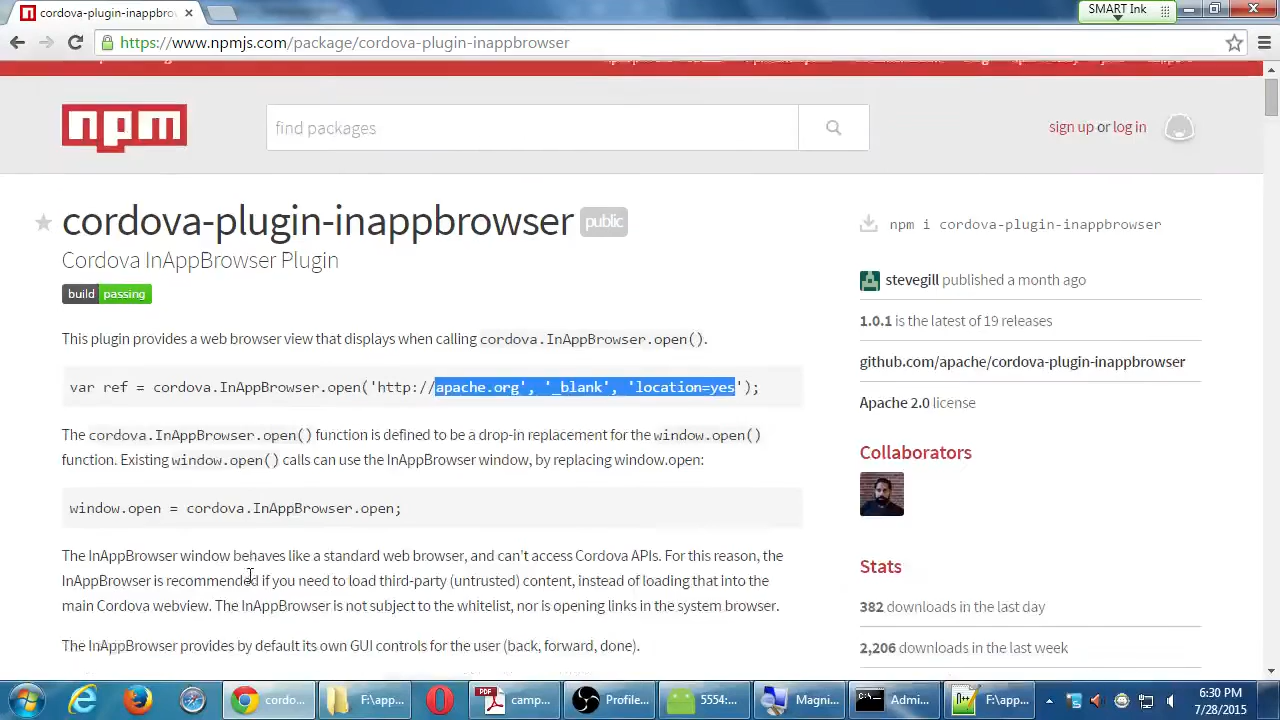 cordova-plugin-inappbrow
SMART Ink
https://www.npmjs.com/package/cordova-plugin-inappbrowser
npm
find packages
sign up or log in
cordova-plugin-inappbrowser public
npm i cordova-plugin-inappbrowser
Cordova InAppBrowser Plugin
build passing
stevegill published a month ago
1.0.1 is the latest of 19 releases
This plugin provides a web browser view that displays when calling cordova.InAppBrowser.open().
github.com/apache/cordova-plugin-inappbrowser
var ref = cordova.InAppBrowser.open('http://apache.org', '_blank', 'location=yes');
Apache 2.0 license
The cordova.InAppBrowser.open() function is defined to be a drop-in replacement for the window.open()
function. Existing window.open() calls can use the InAppBrowser window, by replacing window.open:
Collaborators
window.open = cordova.InAppBrowser.open;
The InAppBrowser window behaves like a standard web browser, and can't access Cordova APIs. For this reason, the
InAppBrowser is recommended if you need to load third-party (untrusted) content, instead of loading that into the
main Cordova webview. The InAppBrowser is not subject to the whitelist, nor is opening links in the system browser.
Stats
382 downloads in the last day
The InAppBrowser provides by default its own GUI controls for the user (back, forward, done).
2,206 downloads in the last week
cordo...
F:\app...
PDF
camp...
Profile...
5554:...
Magni...
Admi...
F:\app...
6:30 PM
7/28/2015